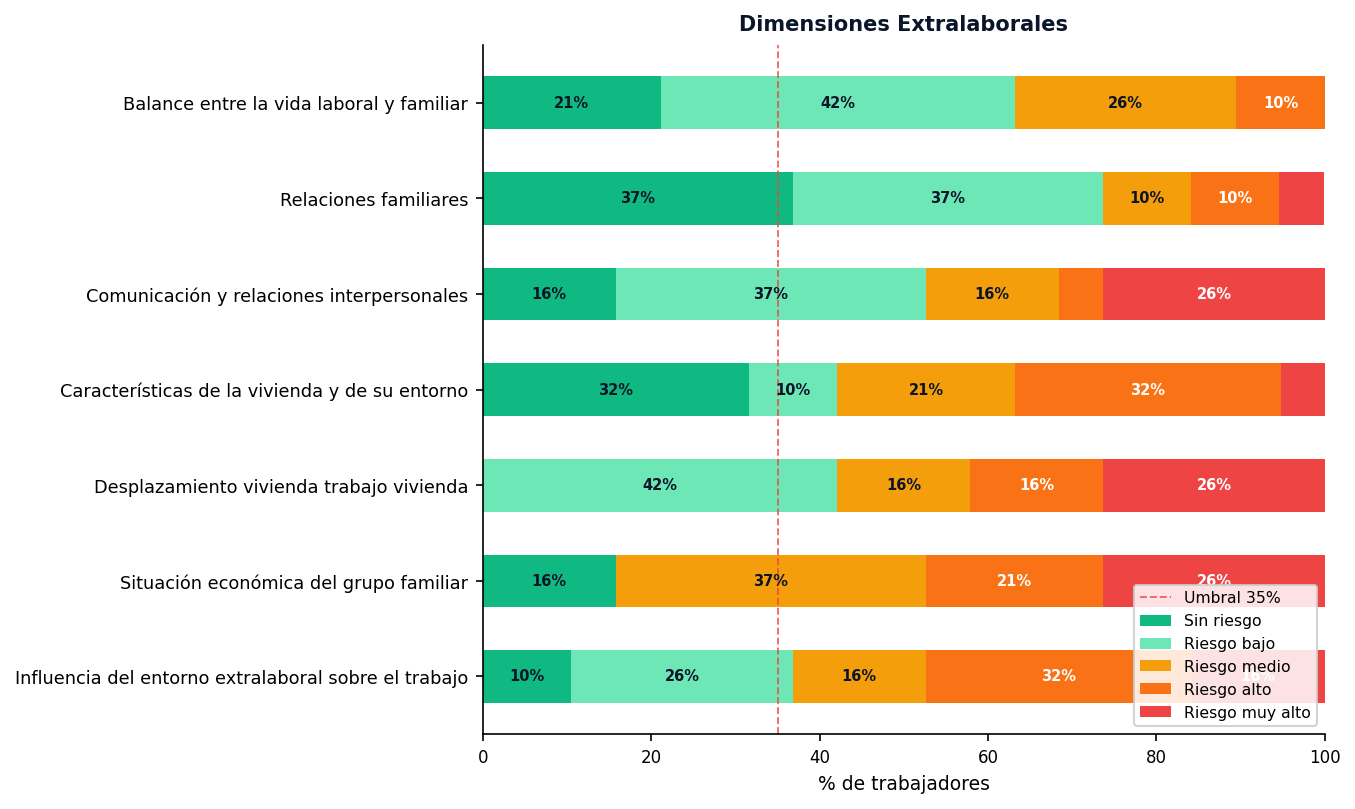 Dimensiones Extralaborales
Balance entre la vida laboral y familiar 21% 42% 26% 10%
Relaciones familiares 37% 37% 10% 10%
Comunicación y relaciones interpersonales 16% 37% 16% 26%
Características de la vivienda y de su entorno 32% 10% 21% 32%
Desplazamiento vivienda trabajo vivienda 42% 16% 16% 26%
Situación económica del grupo familiar 16% 37% 21% 26%
Influencia del entorno extralaboral sobre el trabajo 10% 26% 16% 32% 16%
Umbral 35%
Sin riesgo
Riesgo bajo
Riesgo medio
Riesgo alto
Riesgo muy alto
0 20 40 60 80 100
% de trabajadores